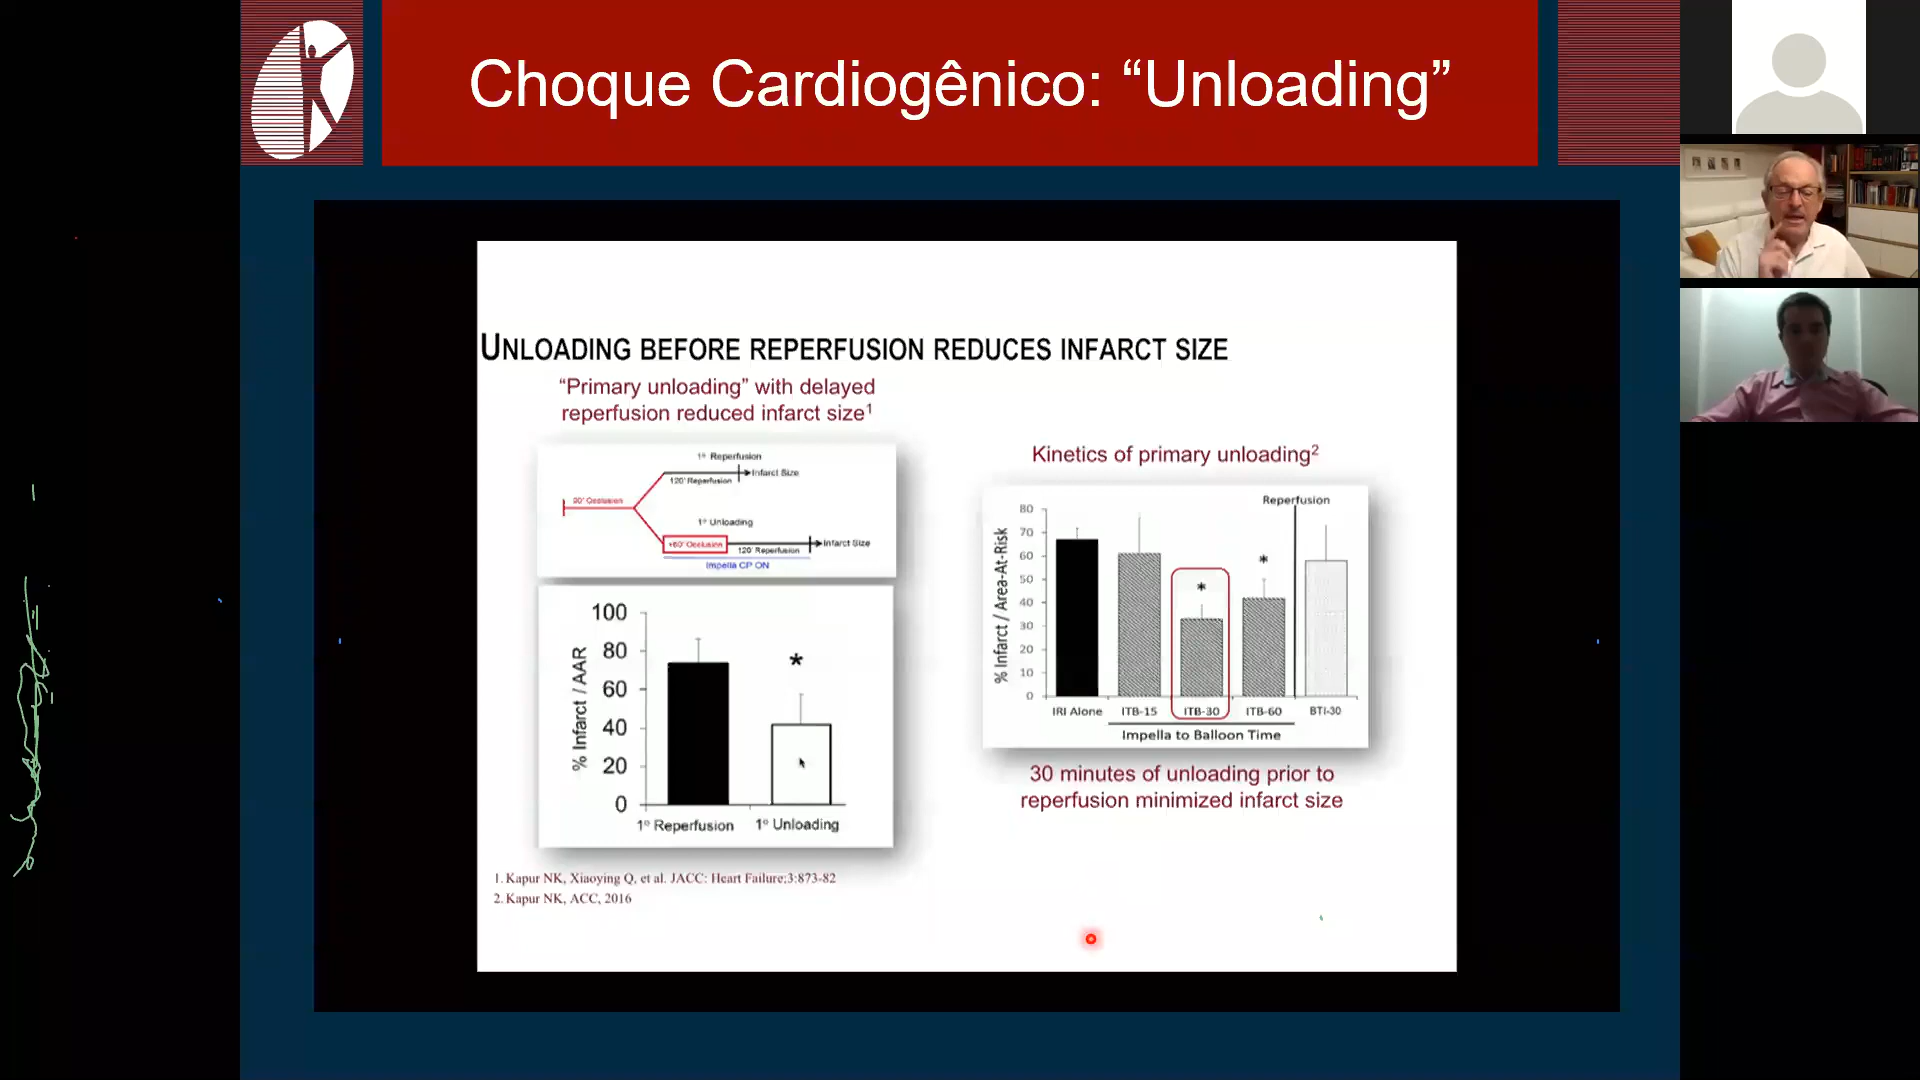 Choque Cardiogênico: “Unloading”
UNLOADING BEFORE REPERFUSION REDUCES INFARCT SIZE
“Primary unloading” with delayed
reperfusion reduced infarct size1
1º Reperfusion
Infarct Size
120' Reperfusion
90' Occlusion
1º Unloading
+60' Occlusion
120' Reperfusion
Infarct Size
Impella CP ON
% Infarct / AAR
100
80
60
40
20
0
*
1º Reperfusion
1º Unloading
Kinetics of primary unloading2
Reperfusion
% Infarct / Area-At-Risk
80
70
60
50
40
30
20
10
0
*
*
IRI Alone
ITB-15
ITB-30
ITB-60
BTI-30
Impella to Balloon Time
30 minutes of unloading prior to
reperfusion minimized infarct size
1. Kapur NK, Xiaoying Q, et al. JACC: Heart Failure;3:873-82
2. Kapur NK, ACC, 2016